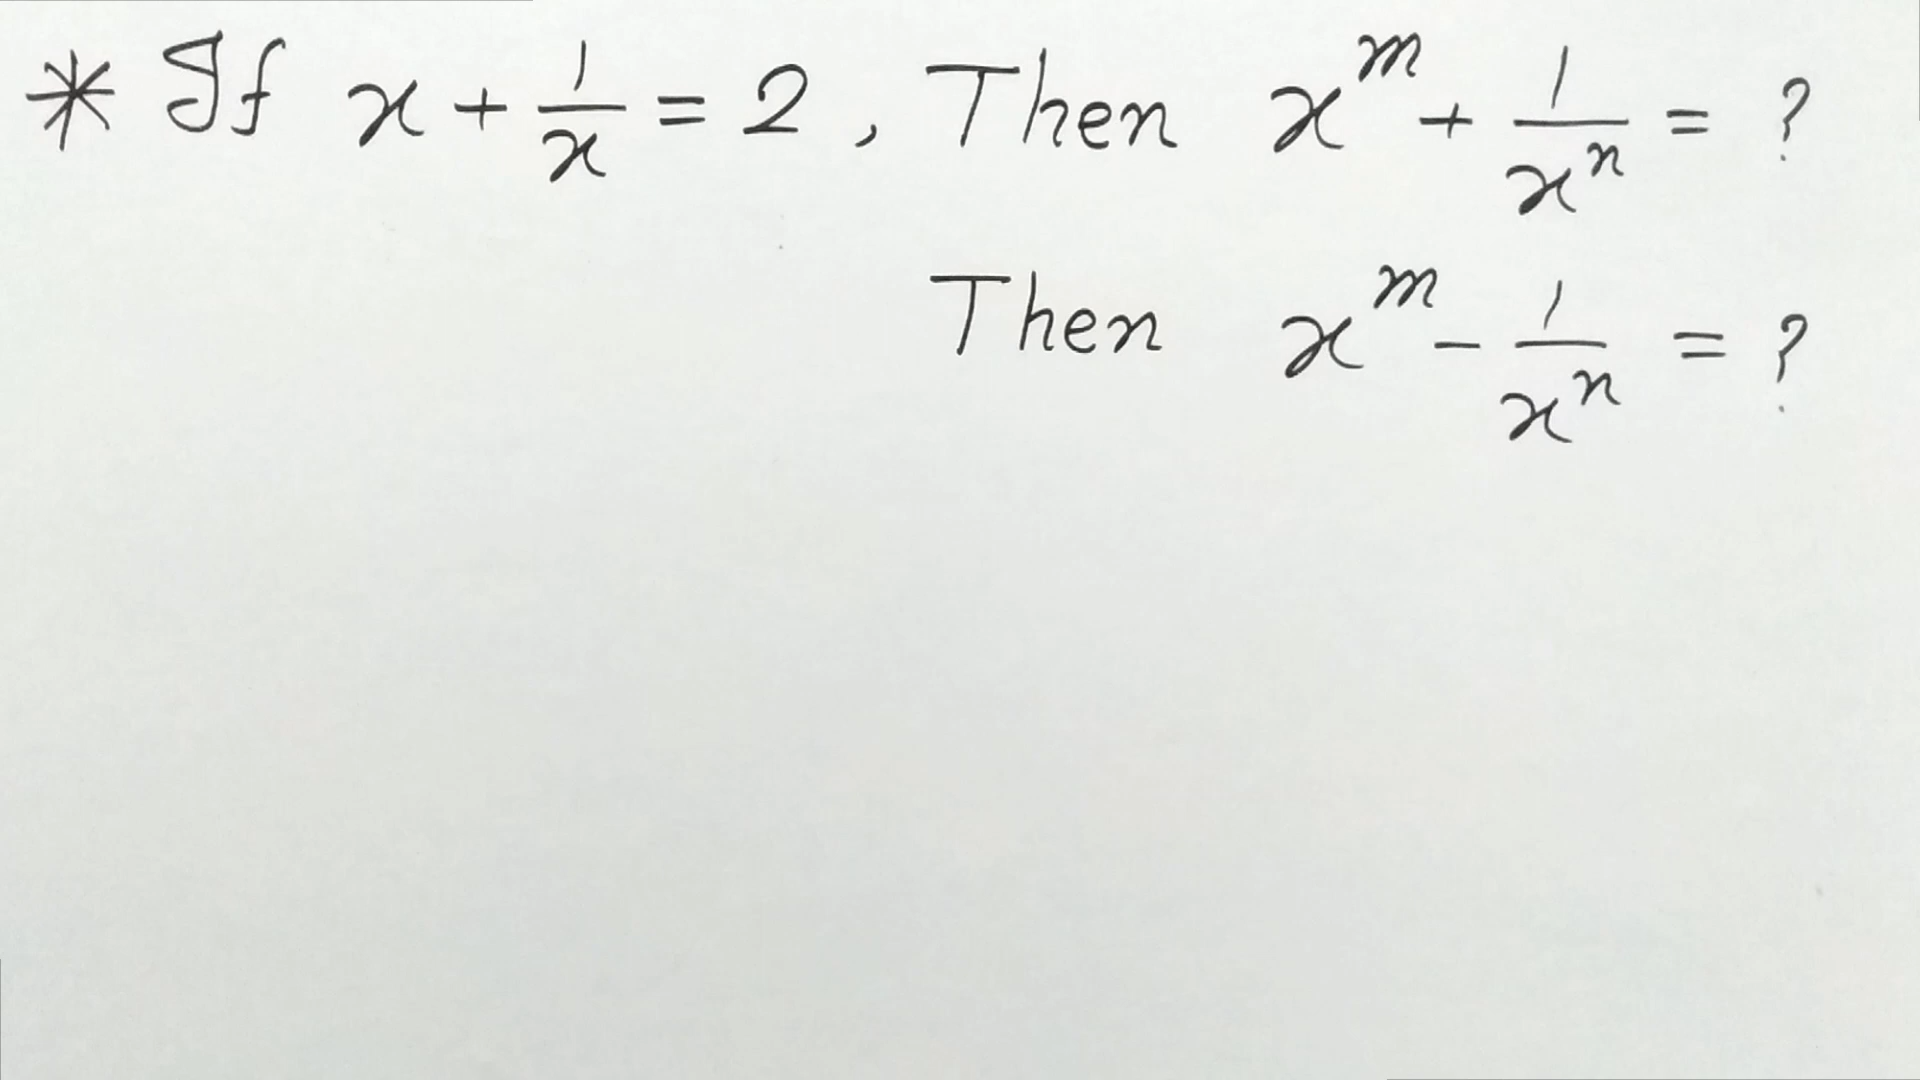 * If x + 1/x = 2, Then x^m + 1/x^n = ?
Then x^m - 1/x^n = ?